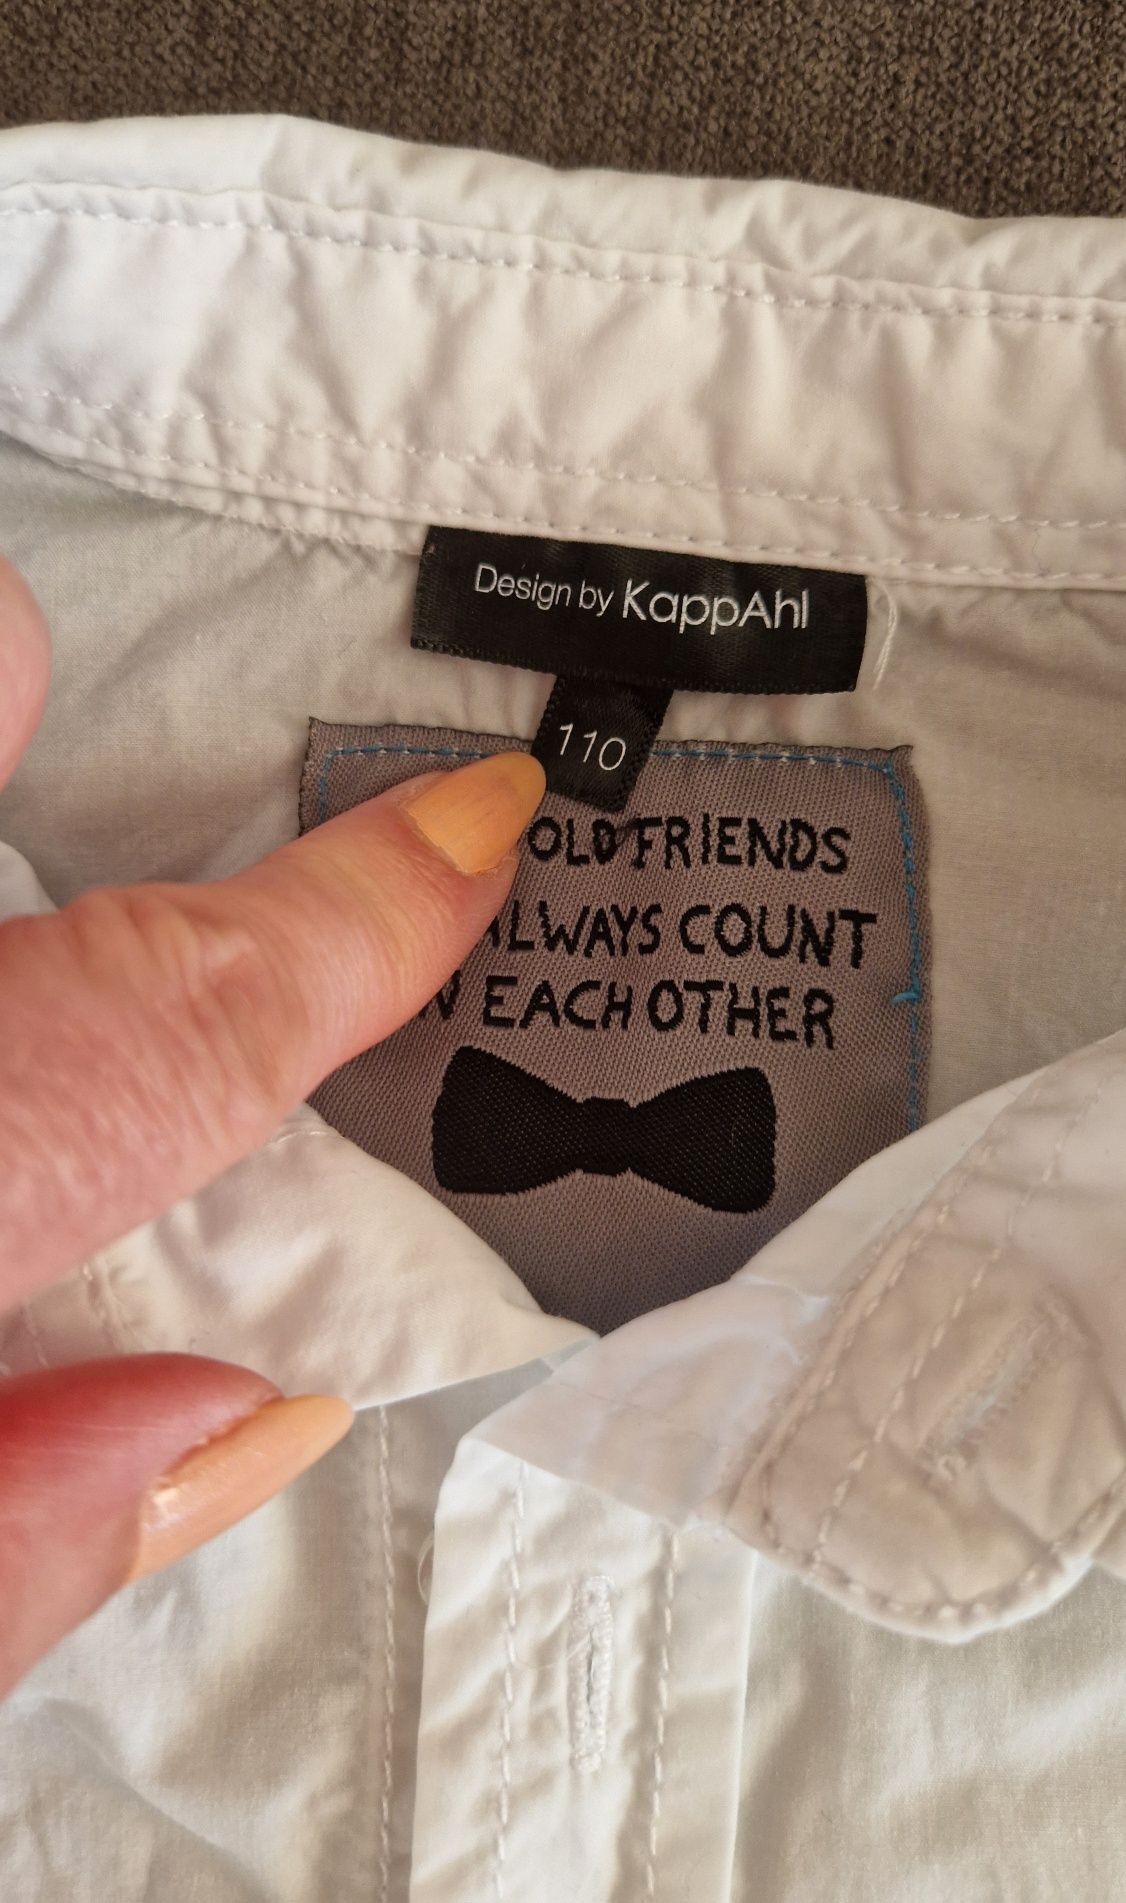 Design by KappAhl
110
OLD FRIENDS
ALWAYS COUNT
EACH OTHER